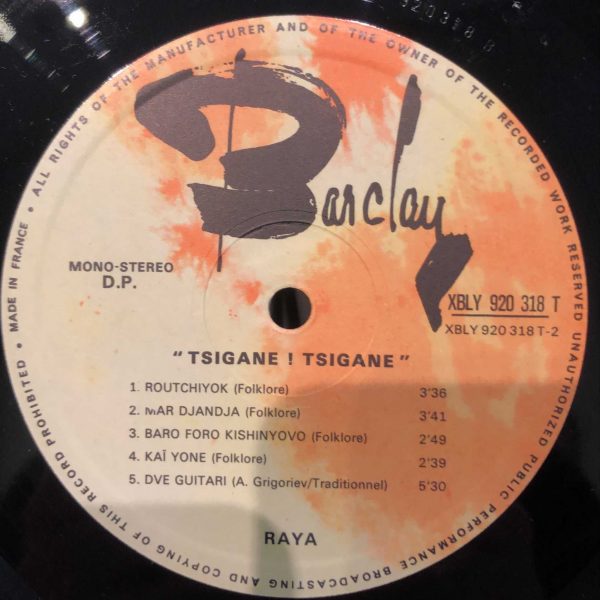 920318 B
ALL RIGHTS OF THE MANUFACTURER AND OF THE OWNER OF THE RECORDED WORK RESERVED UNAUTHORIZED PUBLIC PERFORMANCE BROADCASTING AND COPYING OF THIS RECORD PROHIBITED • MADE IN FRANCE •
Barclay
MONO-STEREO
D.P.
XBLY 920 318 T
XBLY 920 318 T-2
"TSIGANE ! TSIGANE"
1. ROUTCHIYOK (Folklore) 3'36
2. MAR DJANDJA (Folklore) 3'41
3. BARO FORO KISHINYOVO (Folklore) 2'49
4. KAÏ YONE (Folklore) 2'39
5. DVE GUITARI (A. Grigoriev/Traditionnel) 5'30
RAYA